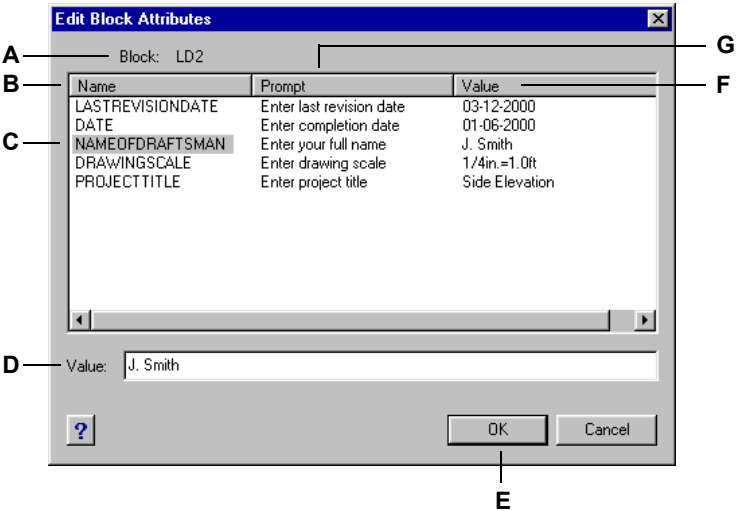 Edit Block Attributes
A Block: LD2 G
B Name Prompt Value F
LASTREVISIONDATE Enter last revision date 03-12-2000
DATE Enter completion date 01-06-2000
C NAMEOFDRAFTSMAN Enter your full name J. Smith
DRAWINGSCALE Enter drawing scale 1/4in.=1.0ft
PROJECTTITLE Enter project title Side Elevation
D Value: J. Smith
? OK Cancel
E